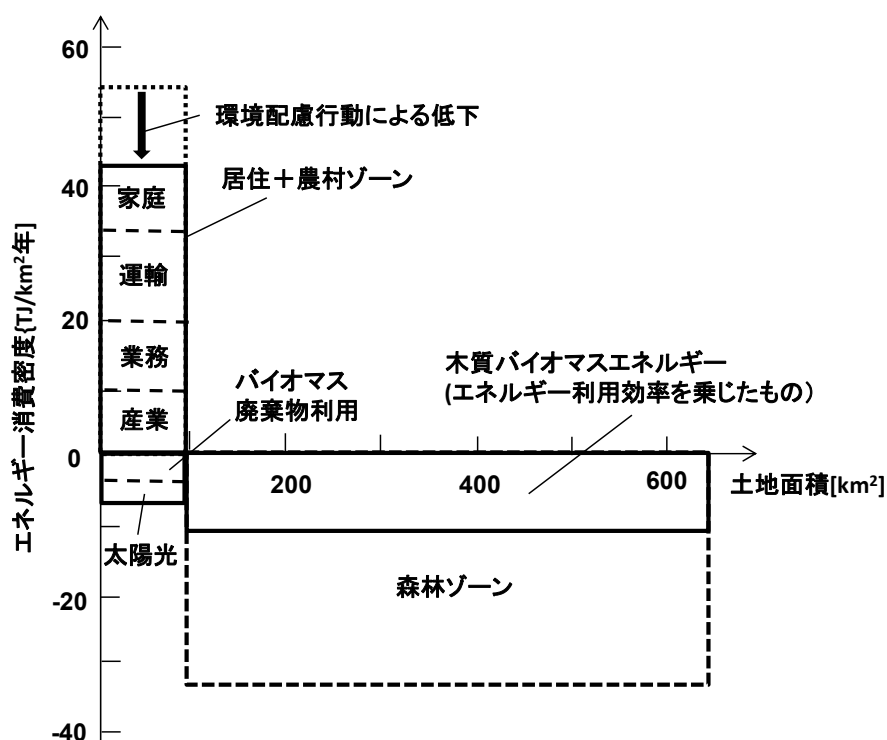 60
環境配慮行動による低下
居住＋農村ゾーン
40
家庭
運輸
20
業務
産業
バイオマス
廃棄物利用
木質バイオマスエネルギー
(エネルギー利用効率を乗じたもの）
0
200
400
600
土地面積[km²]
太陽光
森林ゾーン
-20
-40
エネルギー消費密度{TJ/km²年]